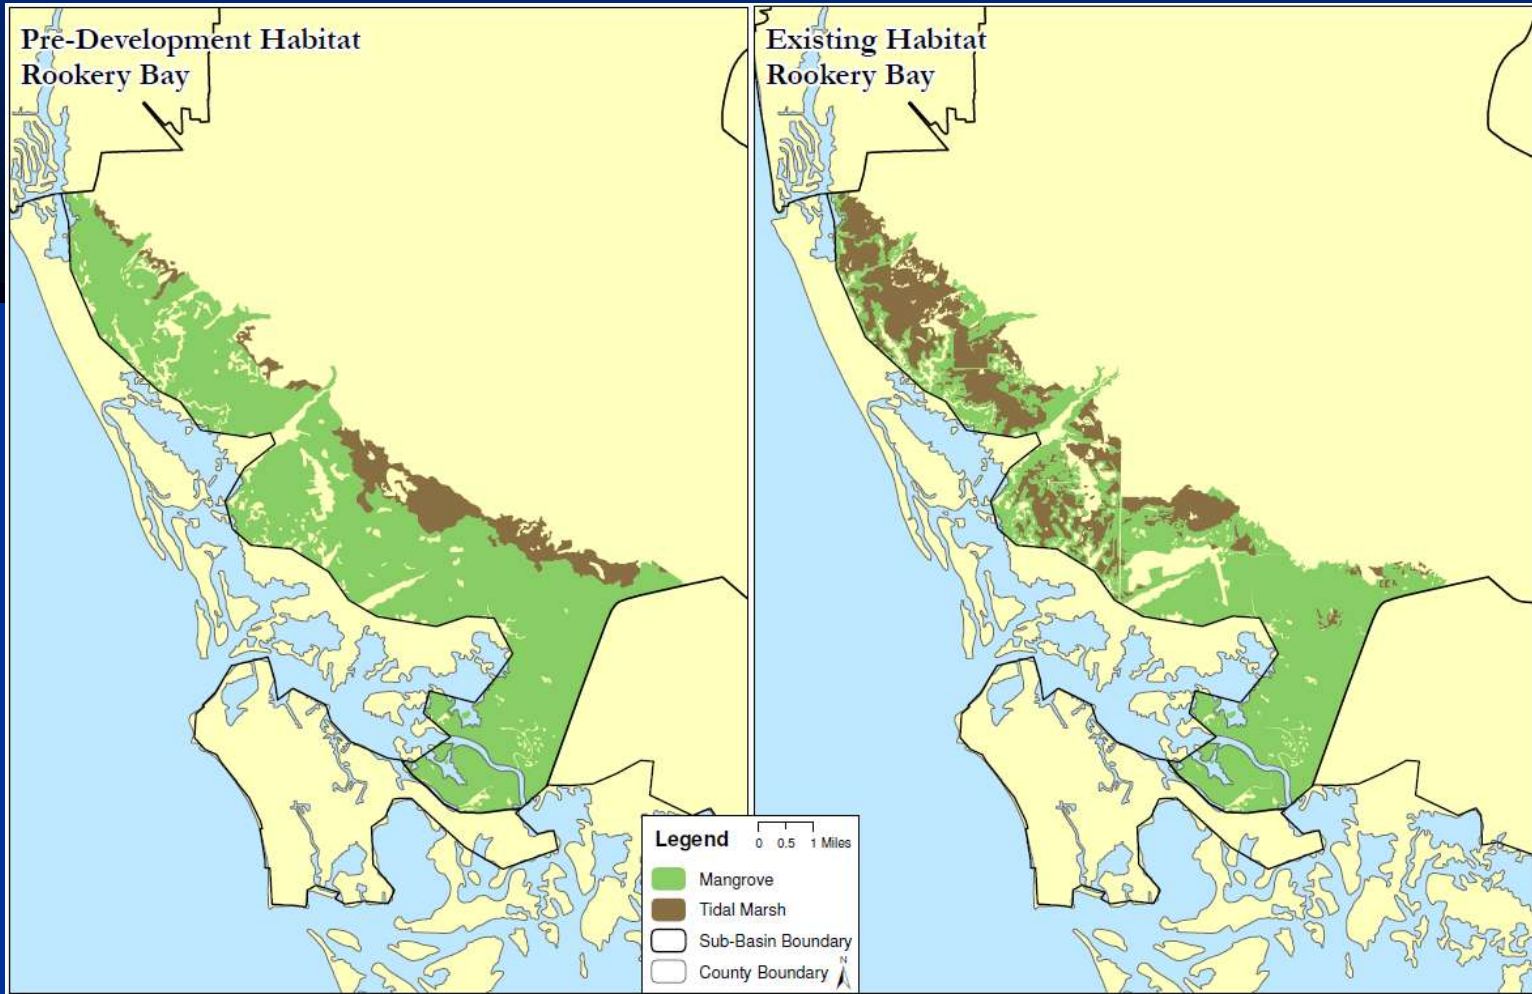 Pre-Development Habitat
Rookery Bay
Existing Habitat
Rookery Bay
Legend
0 0.5 1 Miles
Mangrove
Tidal Marsh
Sub-Basin Boundary
County Boundary
N